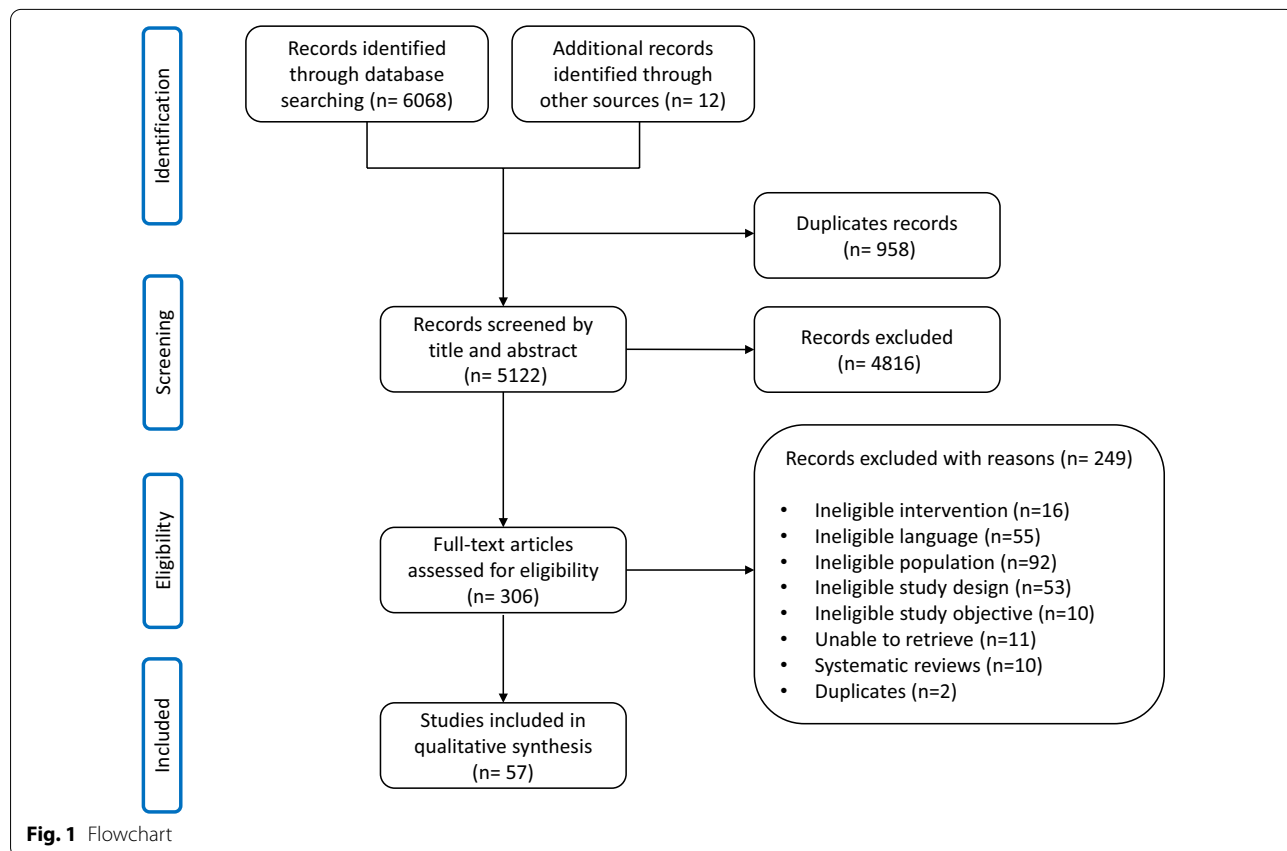 Identification
Records identified
through database
searching (n= 6068)
Additional records
identified through
other sources (n= 12)
Duplicates records
(n= 958)
Screening
Records screened by
title and abstract
(n= 5122)
Records excluded
(n= 4816)
Eligibility
Full-text articles
assessed for eligibility
(n= 306)
Records excluded with reasons (n= 249)
• Ineligible intervention (n=16)
• Ineligible language (n=55)
• Ineligible population (n=92)
• Ineligible study design (n=53)
• Ineligible study objective (n=10)
• Unable to retrieve (n=11)
• Systematic reviews (n=10)
• Duplicates (n=2)
Included
Studies included in
qualitative synthesis
(n= 57)
Fig. 1 Flowchart